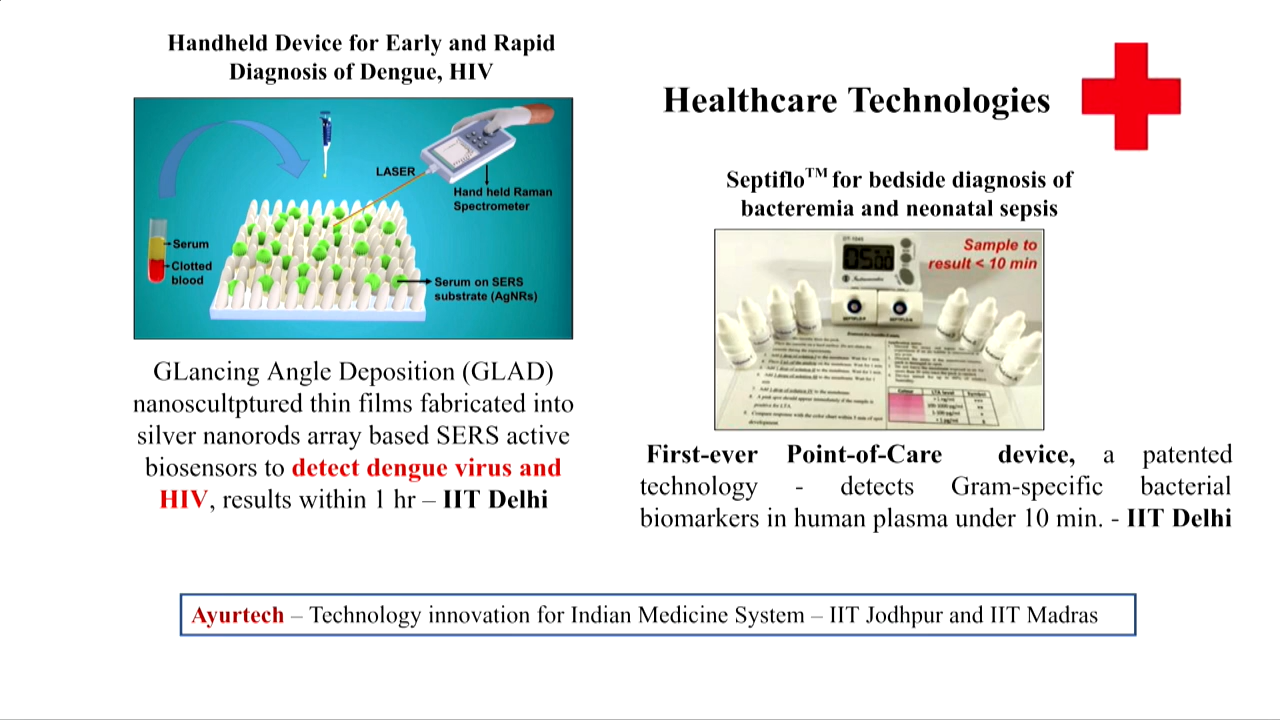 Handheld Device for Early and Rapid
Diagnosis of Dengue, HIV
LASER
Hand held Raman
Spectrometer
Serum
Clotted
blood
Serum on SERS
substrate (AgNRs)
GLancing Angle Deposition (GLAD)
nanoscultptured thin films fabricated into
silver nanorods array based SERS active
biosensors to detect dengue virus and
HIV, results within 1 hr – IIT Delhi
Healthcare Technologies
Septiflo™ for bedside diagnosis of
bacteremia and neonatal sepsis
Sample to
result < 10 min
First-ever Point-of-Care device, a patented
technology - detects Gram-specific bacterial
biomarkers in human plasma under 10 min. - IIT Delhi
Ayurtech – Technology innovation for Indian Medicine System – IIT Jodhpur and IIT Madras